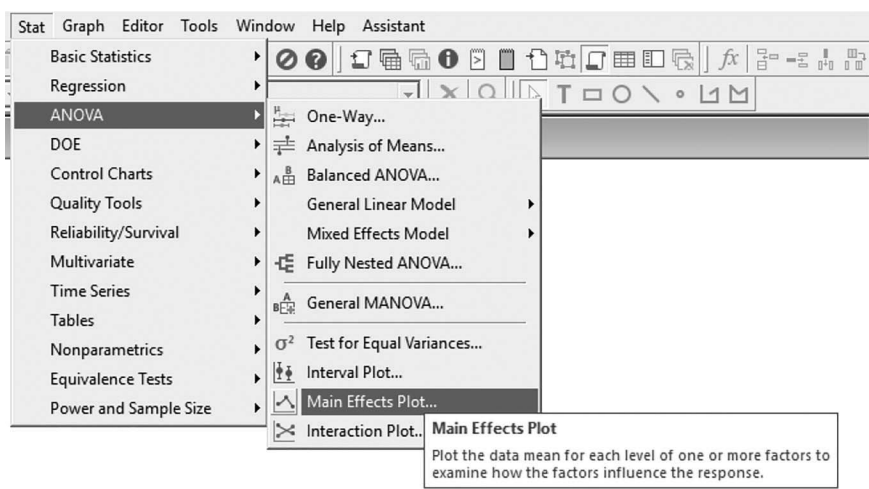 Stat Graph Editor Tools Window Help Assistant
Basic Statistics
Regression
ANOVA
DOE
Control Charts
Quality Tools
Reliability/Survival
Multivariate
Time Series
Tables
Nonparametrics
Equivalence Tests
Power and Sample Size
fx
T
μ One-Way...
Analysis of Means...
A B Balanced ANOVA...
General Linear Model
Mixed Effects Model
Fully Nested ANOVA...
A B General MANOVA...
σ² Test for Equal Variances...
Interval Plot...
Main Effects Plot...
Interaction Plot..
Main Effects Plot
Plot the data mean for each level of one or more factors to
examine how the factors influence the response.